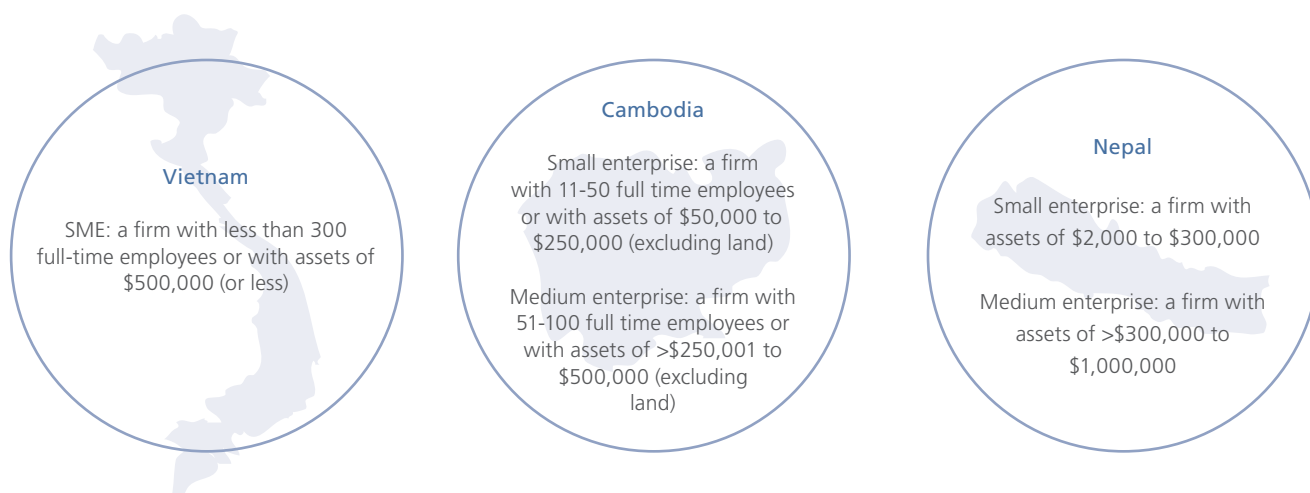 Vietnam
SME: a firm with less than 300
full-time employees or with assets of
$500,000 (or less)
Cambodia
Small enterprise: a firm
with 11-50 full time employees
or with assets of $50,000 to
$250,000 (excluding land)
Medium enterprise: a firm with
51-100 full time employees or
with assets of >$250,001 to
$500,000 (excluding
land)
Nepal
Small enterprise: a firm with
assets of $2,000 to $300,000
Medium enterprise: a firm with
assets of >$300,000 to
$1,000,000